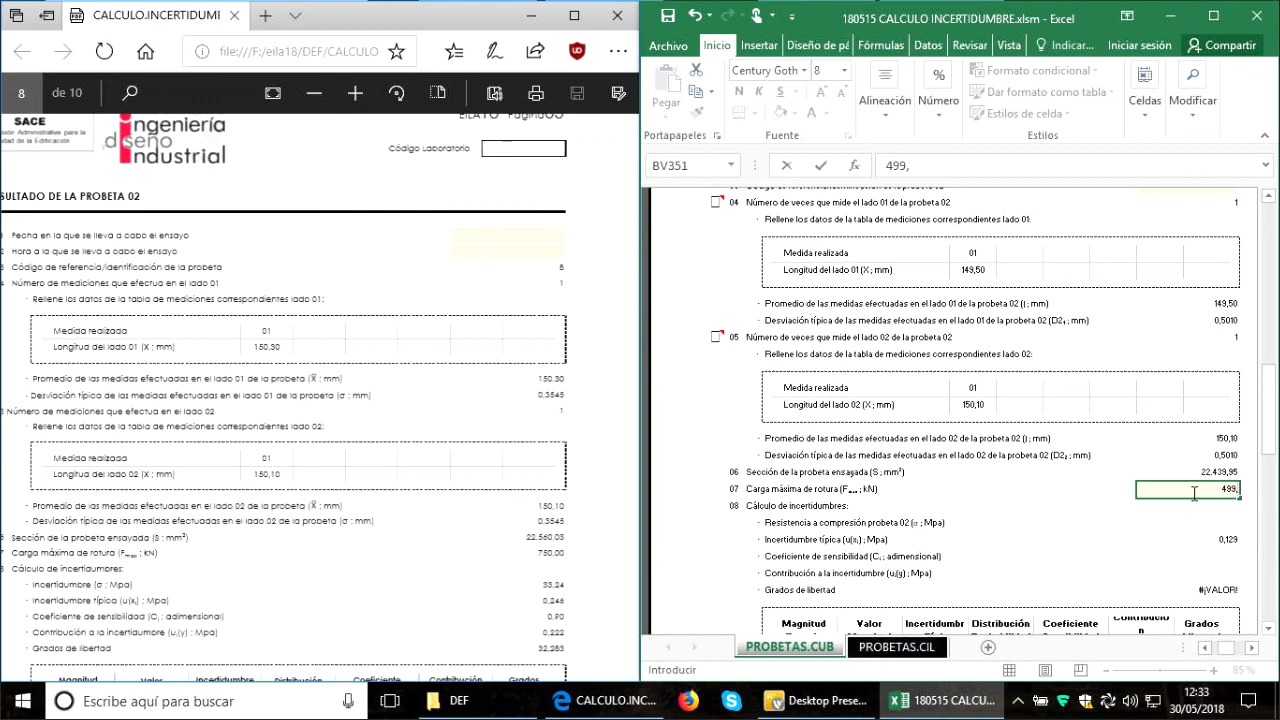 CALCULO.INCERTIDUMI
file:///F:/eila18/DEF/CALCULO
8 de 10
SACE
ingeniería
diseño
industrial
Código Laboratorio
SULTADO DE LA PROBETA 02
Fecha en la que se lleva a cabo el ensayo
Hora a la que se lleva a cabo el ensayo
Código de referencia/identificación de la probeta 8
Número de mediciones que efectua en el lado 01 1
· Rellene los datos de la tabla de mediciones correspondientes lado 01:
Medida realizada 01
Longitud del lado 01 (X ; mm) 150,30
· Promedio de las medidas efectuadas en el lado 01 de la probeta (X̅ ; mm) 150,30
· Desviación típica de las medidas efectuadas en el lado 01 de la probeta (σ ; mm) 0,3545
Número de mediciones que efectua en el lado 02 1
· Rellene los datos de la tabla de mediciones correspondientes lado 02:
Medida realizada 01
Longitud del lado 02 (X ; mm) 150,10
· Promedio de las medidas efectuadas en el lado 02 de la probeta (X̅ ; mm) 150,10
· Desviación típica de las medidas efectuadas en el lado 02 de la probeta (σ ; mm) 0,3545
Sección de la probeta ensayada (S ; mm²) 22.560,03
Carga máxima de rotura (Fmax ; kN) 750,00
Cálculo de incertidumbres:
· Incertidumbre (σ ; Mpa) 33,24
· Incertidumbre típica (u(xᵢ) ; Mpa) 0,246
· Coeficiente de sensibilidad (Cᵢ ; adimensional) 0,90
· Contribución a la incertidumbre (uᵢ(y) ; Mpa) 0,222
· Grados de libertad 32,283
Magnitud Valor Incertidumbre Distribución Coeficiente Contribución Grados
180515 CALCULO INCERTIDUMBRE.xlsm - Excel
Archivo Inicio Insertar Diseño de pá Fórmulas Datos Revisar Vista Indicar... Iniciar sesión Compartir
Pegar
Century Goth 8
N K S
Alineación
%
Número
Formato condicional
Dar formato como tabla
Estilos de celda
Celdas
Modificar
Portapapeles Fuente Estilos
BV351 fx 499,
04 Número de veces que mide el lado 01 de la probeta 02 1
· Rellene los datos de la tabla de mediciones correspondientes lado 01:
Medida realizada 01
Longitud del lado 01 (X ; mm) 149,50
· Promedio de las medidas efectuadas en el lado 01 de la probeta 02 (l ; mm) 149,50
· Desviación típica de las medidas efectuadas en el lado 01 de la probeta 02 (D2₁ ; mm) 0,5010
05 Número de veces que mide el lado 02 de la probeta 02 1
· Rellene los datos de la tabla de mediciones correspondientes lado 02:
Medida realizada 01
Longitud del lado 02 (X ; mm) 150,10
· Promedio de las medidas efectuadas en el lado 02 de la probeta 02 (l ; mm) 150,10
· Desviación típica de las medidas efectuadas en el lado 02 de la probeta 02 (D2₂ ; mm) 0,5010
06 Sección de la probeta ensayada (S ; mm²) 22.439,95
07 Carga máxima de rotura (Fmax ; kN) 499,
08 Cálculo de incertidumbres:
· Resistencia a compresión probeta 02 (σ ; Mpa)
· Incertidumbre típica (u(xᵢ) ; Mpa) 0,129
· Coeficiente de sensibilidad (Cᵢ ; adimensional)
· Contribución a la incertidumbre (uᵢ(y) ; Mpa)
· Grados de libertad #¡VALOR!
Magnitud Valor Incertidumbr Distribución Coeficiente Contribucio n Grados
PROBETAS.CUB PROBETAS.CIL
Introducir 85 %
Escribe aquí para buscar
DEF
CALCULO.INC...
Desktop Prese...
180515 CALCU...
12:33
30/05/2018